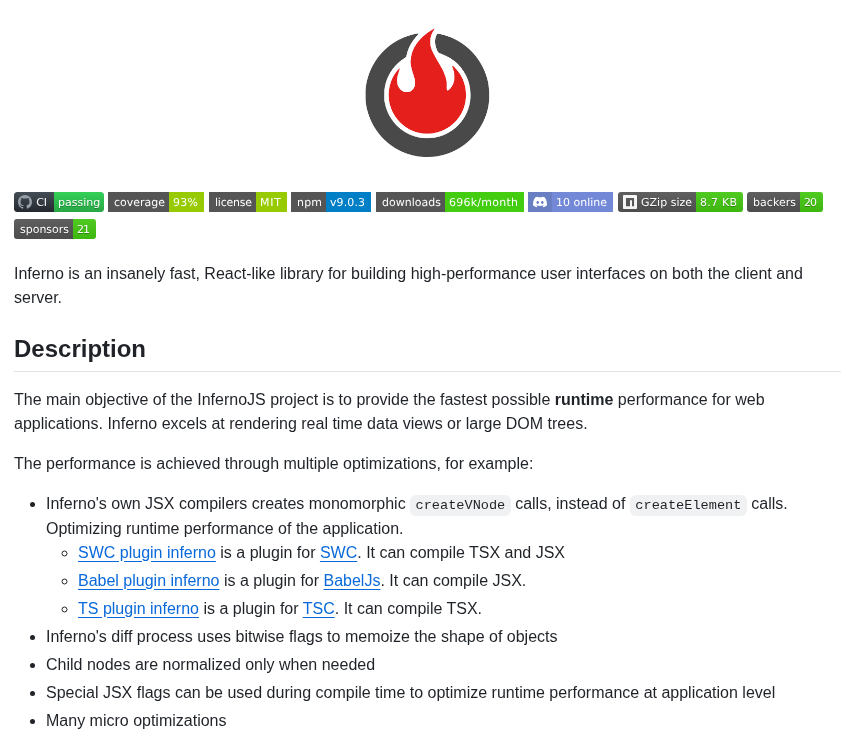 CI passing coverage 93% license MIT npm v9.0.3 downloads 696k/month 10 online GZip size 8.7 KB backers 20
sponsors 21
Inferno is an insanely fast, React-like library for building high-performance user interfaces on both the client and
server.
Description
The main objective of the InfernoJS project is to provide the fastest possible runtime performance for web
applications. Inferno excels at rendering real time data views or large DOM trees.
The performance is achieved through multiple optimizations, for example:
Inferno's own JSX compilers creates monomorphic createVNode calls, instead of createElement calls.
Optimizing runtime performance of the application.
SWC plugin inferno is a plugin for SWC. It can compile TSX and JSX
Babel plugin inferno is a plugin for BabelJs. It can compile JSX.
TS plugin inferno is a plugin for TSC. It can compile TSX.
Inferno's diff process uses bitwise flags to memoize the shape of objects
Child nodes are normalized only when needed
Special JSX flags can be used during compile time to optimize runtime performance at application level
Many micro optimizations